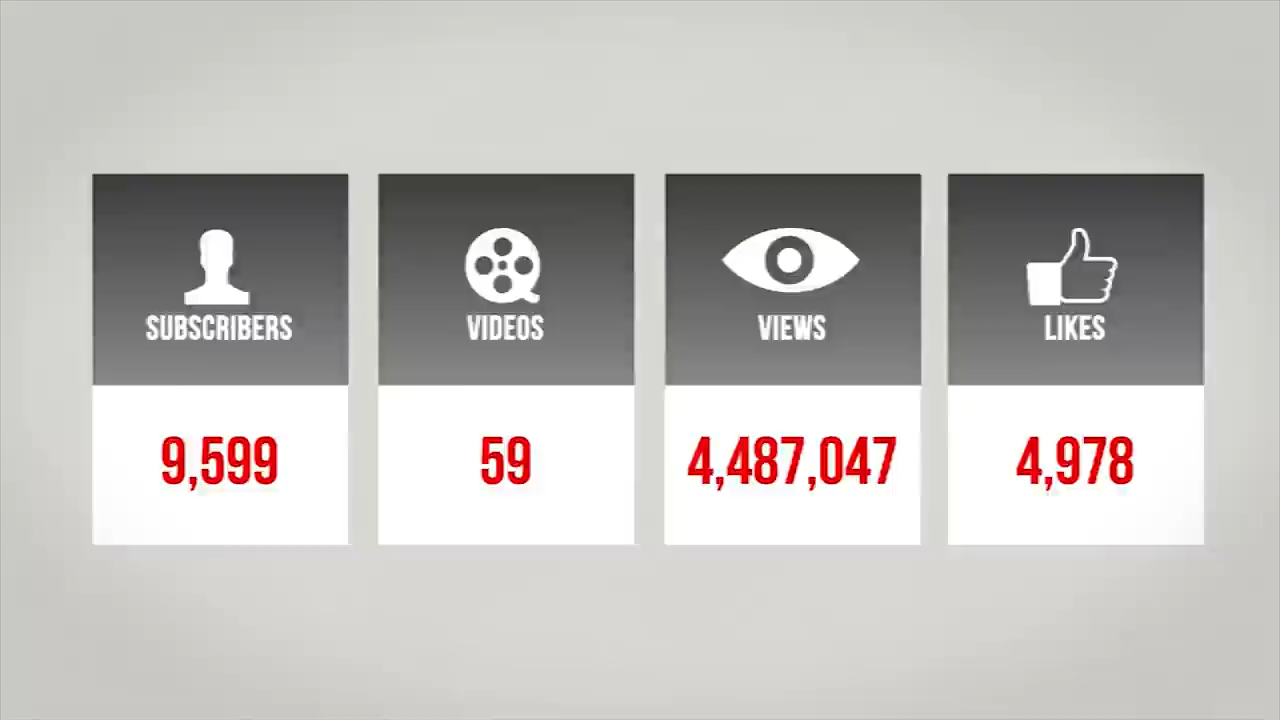 SUBSCRIBERS
VIDEOS
VIEWS
LIKES
9,599
59
4,487,047
4,978